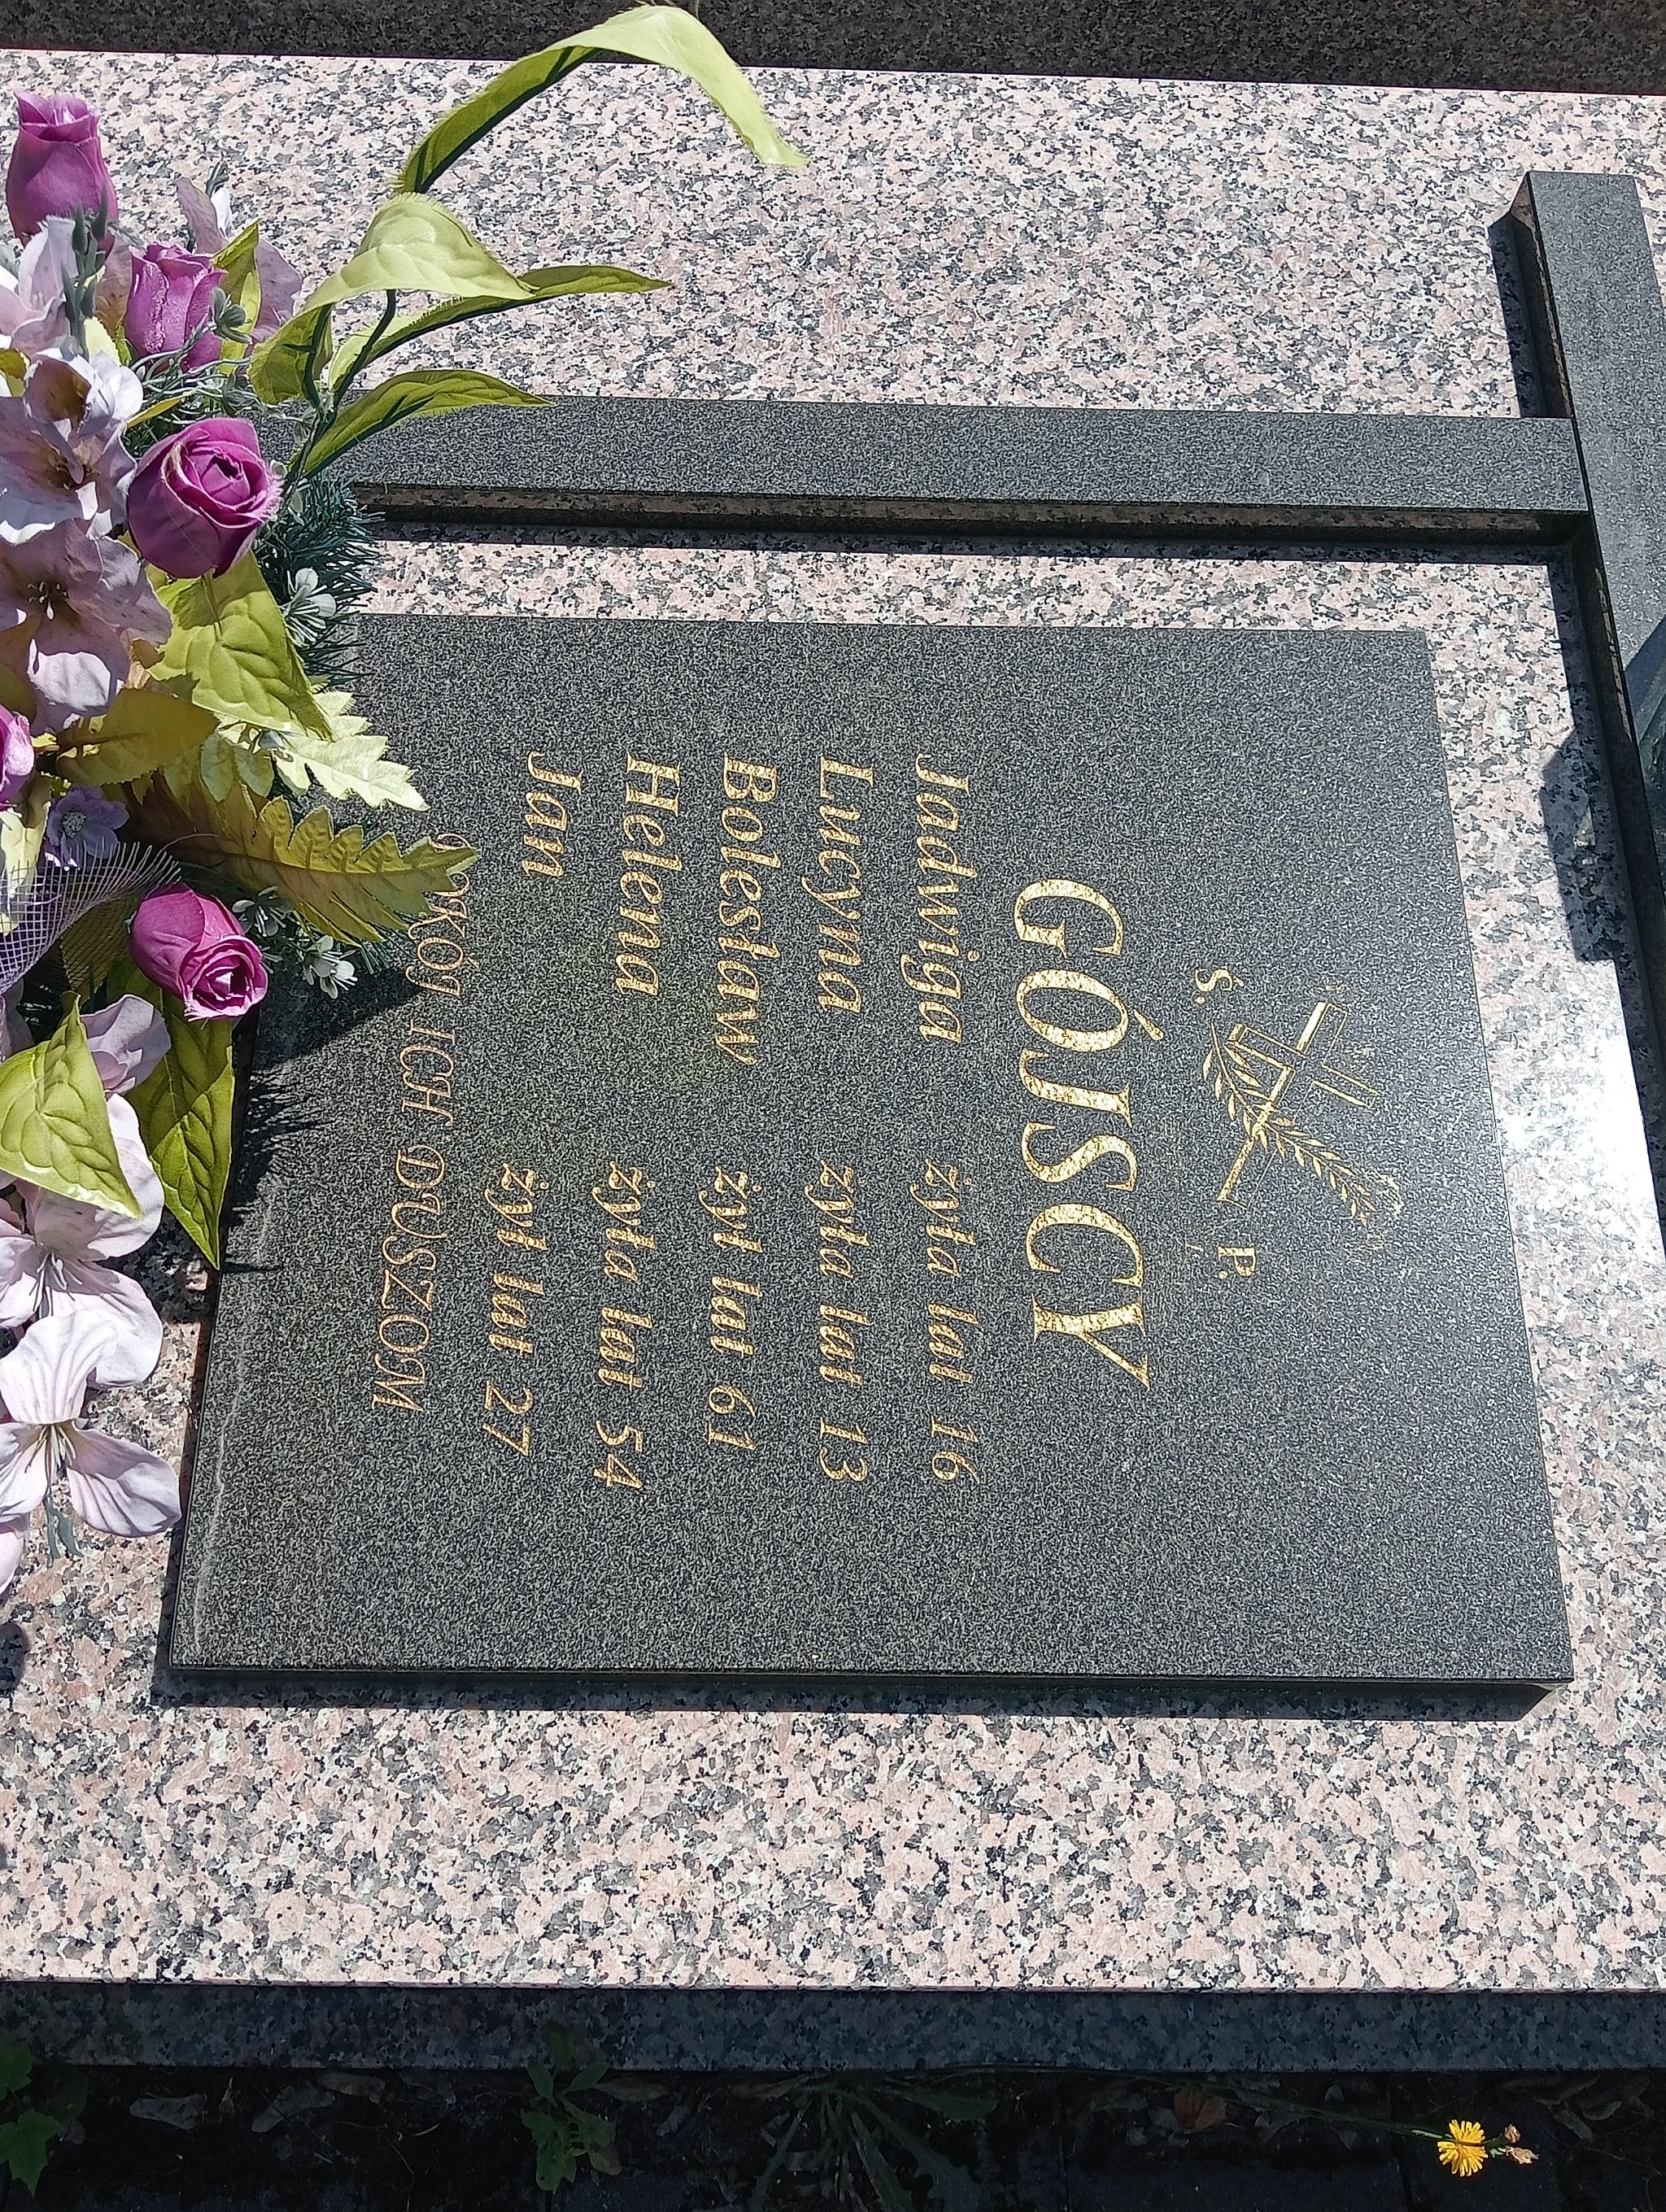 Ś. P.
GÓJSCY
Jadwiga żyła lat 16
Lucyna żyła lat 13
Bolesław żył lat 61
Helena żyła lat 54
Jan żył lat 27
POKÓJ ICH DUSZOM